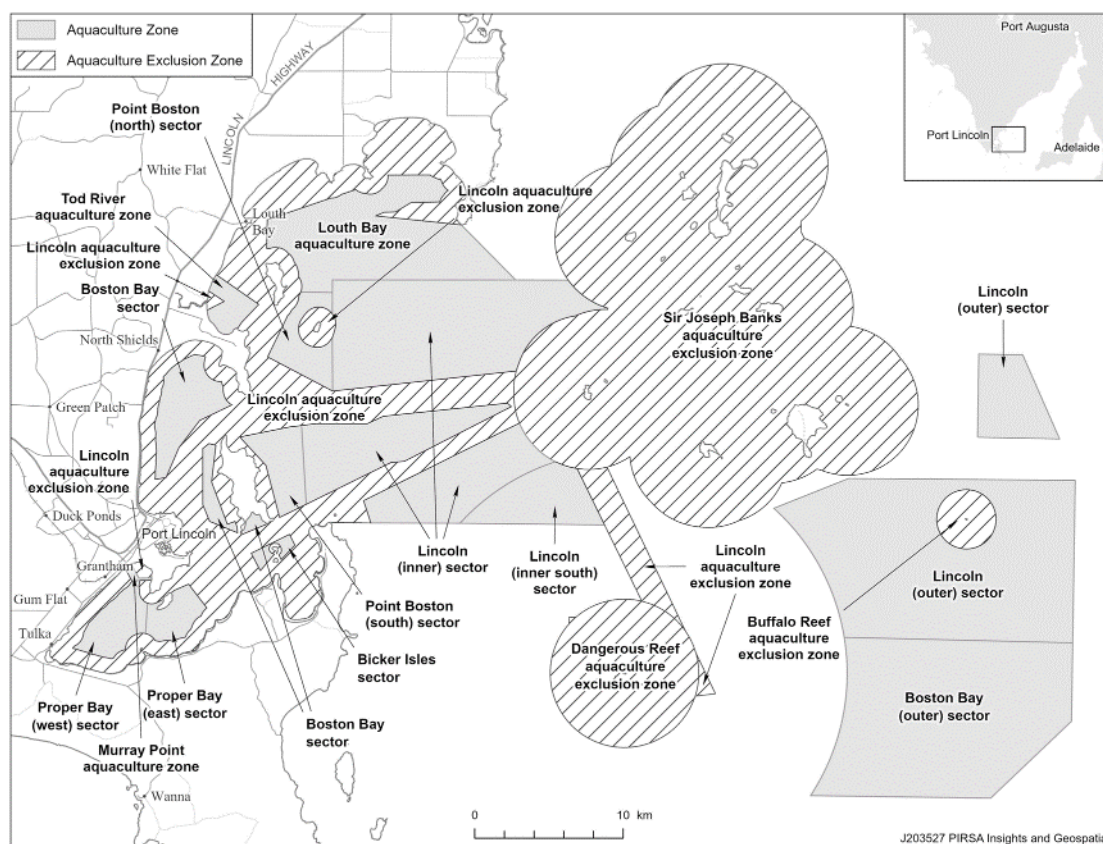 Aquaculture Zone
Aquaculture Exclusion Zone
Port Augusta
Port Lincoln
Adelaide
LINCOLN
HIGHWAY
Point Boston
(north) sector
White Flat
Tod River
aquaculture zone
Lincoln aquaculture
exclusion zone
Boston Bay
sector
Louth
Bay
Louth Bay
aquaculture zone
Lincoln aquaculture
exclusion zone
North Shields
Sir Joseph Banks
aquaculture
exclusion zone
Lincoln
(outer) sector
Green Patch
Lincoln aquaculture
exclusion zone
Lincoln
aquaculture
exclusion zone
Duck Ponds
Port Lincoln
Grantham
Gum Flat
Tulka
Lincoln
(inner) sector
Lincoln
(inner south)
sector
Lincoln
aquaculture
exclusion zone
Lincoln
(outer) sector
Point Boston
(south) sector
Buffalo Reef
aquaculture
exclusion zone
Bicker Isles
sector
Dangerous Reef
aquaculture
exclusion zone
Proper Bay
(west) sector
Proper Bay
(east) sector
Boston Bay
sector
Boston Bay
(outer) sector
Murray Point
aquaculture zone
Wanna
0 10 km
J203527 PIRSA Insights and Geospatia